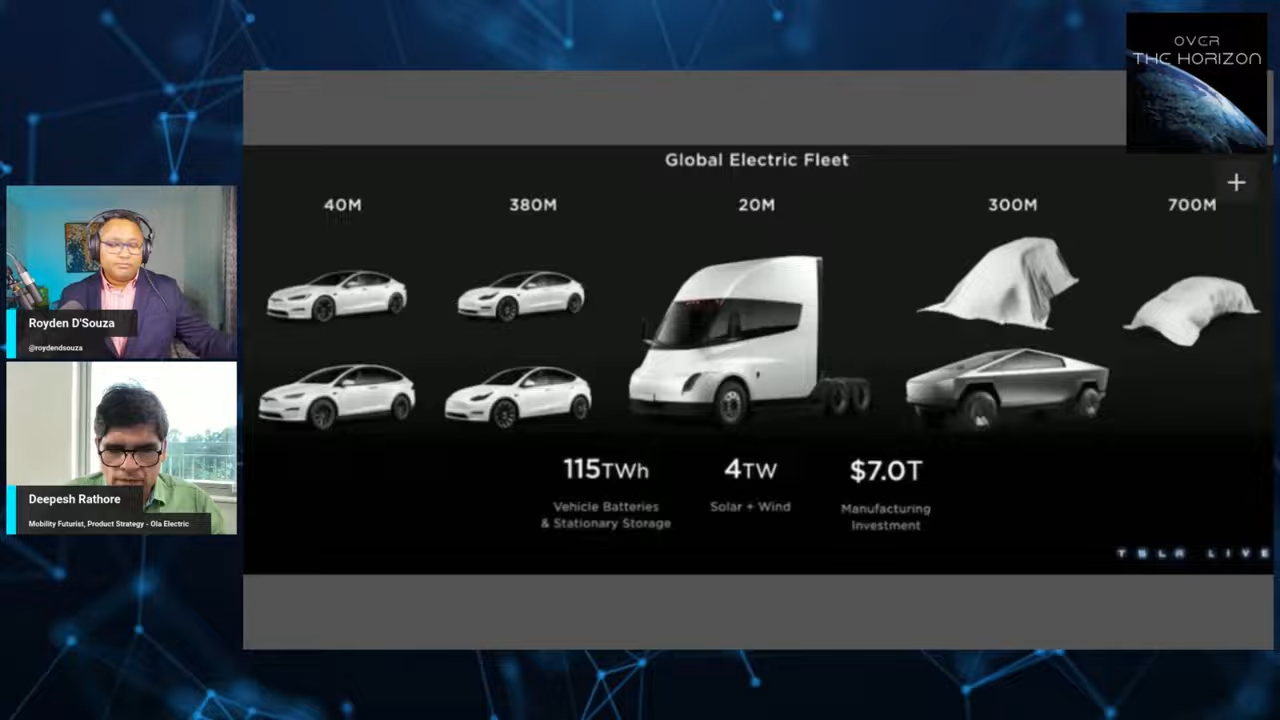 OVER
THE HORIZON
Global Electric Fleet
40M
380M
20M
300M
700M
Royden D'Souza
@roydendsouza
Deepesh Rathore
Mobility Futurist, Product Strategy - Ola Electric
115TWh
4TW
$7.0T
Vehicle Batteries
& Stationary Storage
Solar + Wind
Manufacturing
Investment
TSLA LIVE